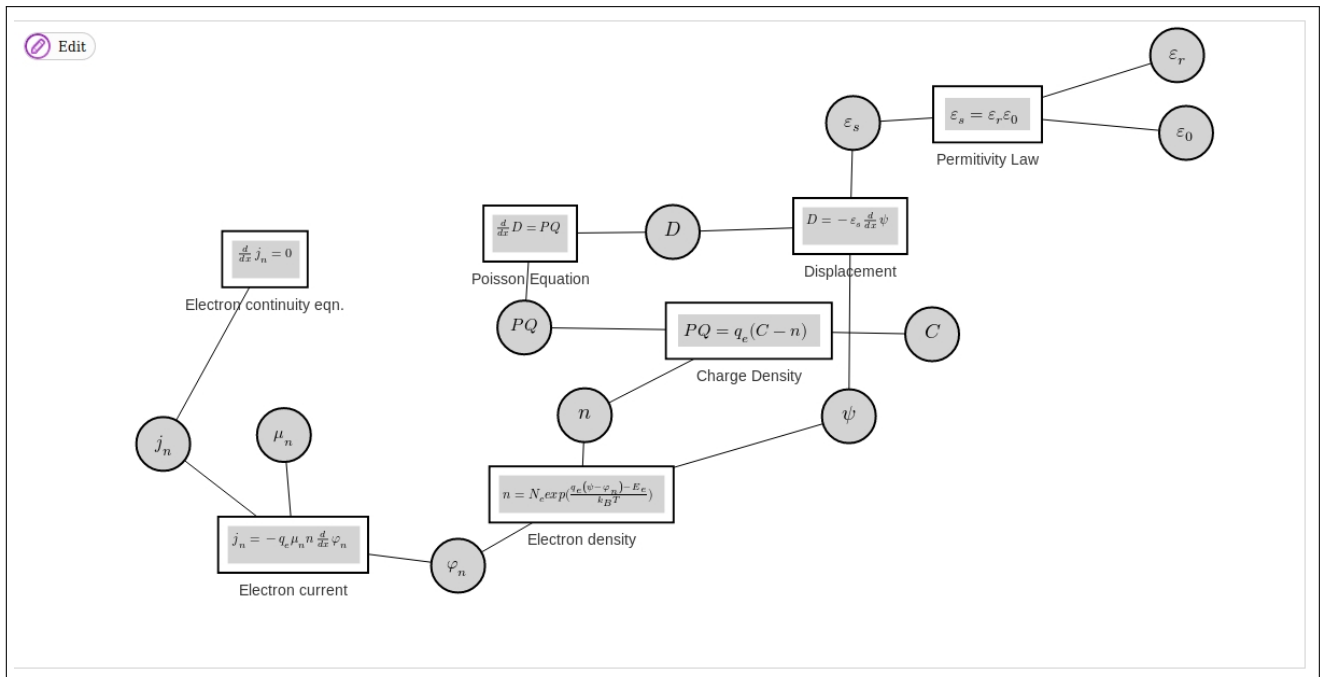 Edit
ε_r
ε_s
ε_s = ε_r ε_0
ε_0
Permitivity Law
d/dx D = PQ
D
D = − ε_s d/dx ψ
Poisson Equation
Displacement
d/dx j_n = 0
Electron continuity eqn.
PQ
PQ = q_e(C − n)
C
Charge Density
n
ψ
j_n
μ_n
n = N_c exp(q_e(ψ−φ_n)−E_c / k_B T)
Electron density
j_n = − q_e μ_n n d/dx φ_n
φ_n
Electron current